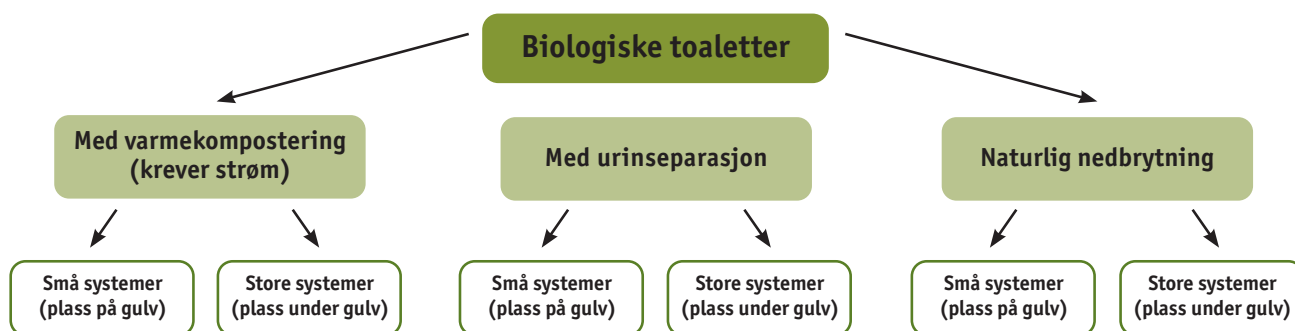 Biologiske toaletter
Med varmekompostering
(krever strøm)
Med urinseparasjon
Naturlig nedbrytning
Små systemer
(plass på gulv)
Store systemer
(plass under gulv)
Små systemer
(plass på gulv)
Store systemer
(plass under gulv)
Små systemer
(plass på gulv)
Store systemer
(plass under gulv)